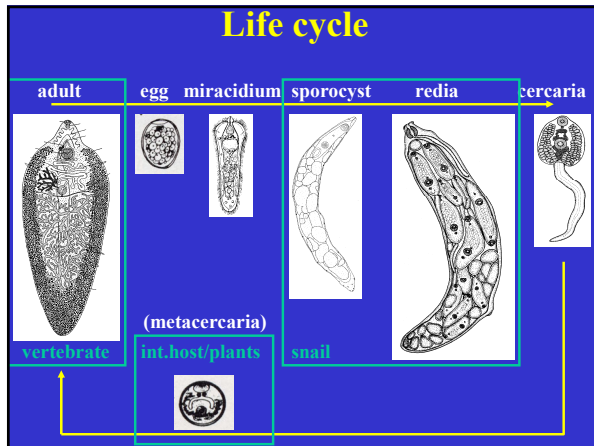 Life cycle
adult egg miracidium sporocyst redia cercaria
(metacercaria)
vertebrate int.host/plants snail